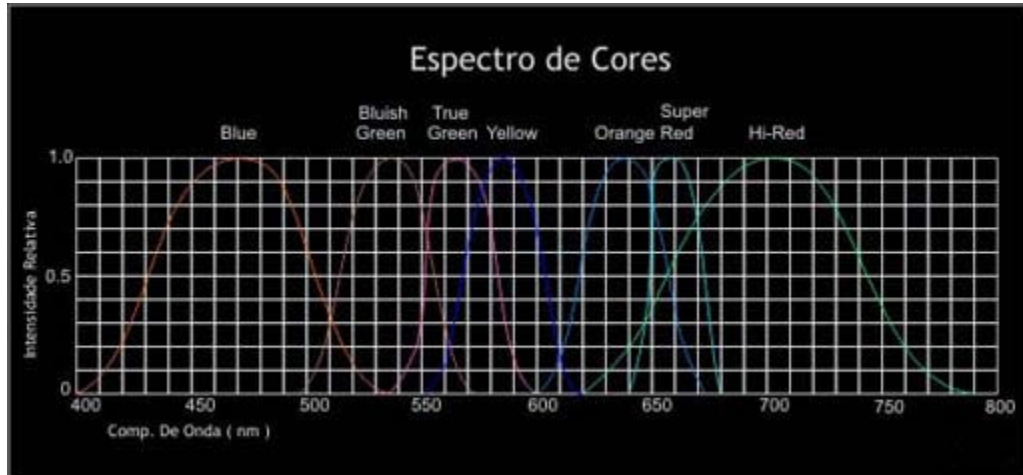 Espectro de Cores
Blue
Bluish
Green
True
Green
Yellow
Orange
Super
Red
Hi-Red
1.0
0.5
0
Intensidade Relativa
400 450 500 550 600 650 700 750 800
Comp. De Onda ( nm )